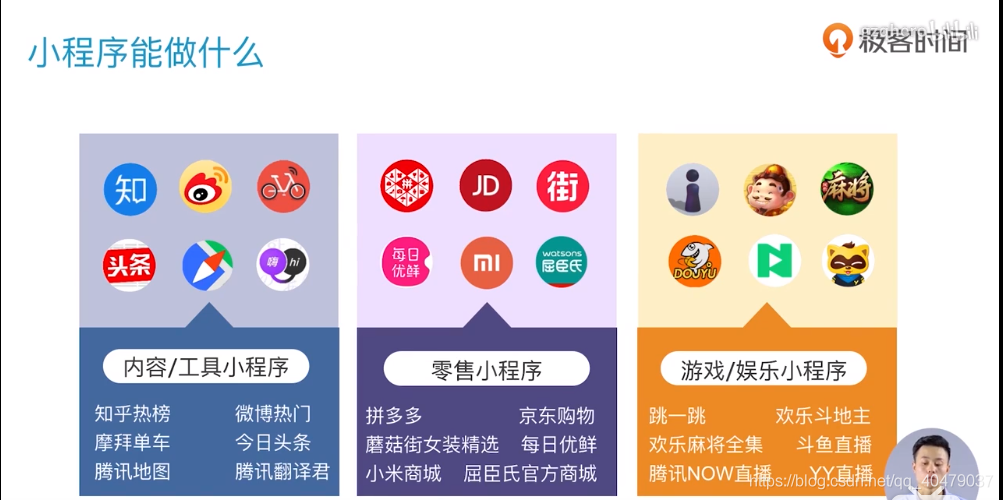 小程序能做什么
极客时间
知
拼
JD
街
麻将
头条
嗨 hi
每日优鲜
MI
watsons
屈臣氏
DOUYU
内容/工具小程序
零售小程序
游戏/娱乐小程序
知乎热榜 微博热门
摩拜单车 今日头条
腾讯地图 腾讯翻译君
拼多多 京东购物
蘑菇街女装精选 每日优鲜
小米商城 屈臣氏官方商城
跳一跳 欢乐斗地主
欢乐麻将全集 斗鱼直播
腾讯NOW直播 YY直播
https://blog.csdn.net/qq_40479037